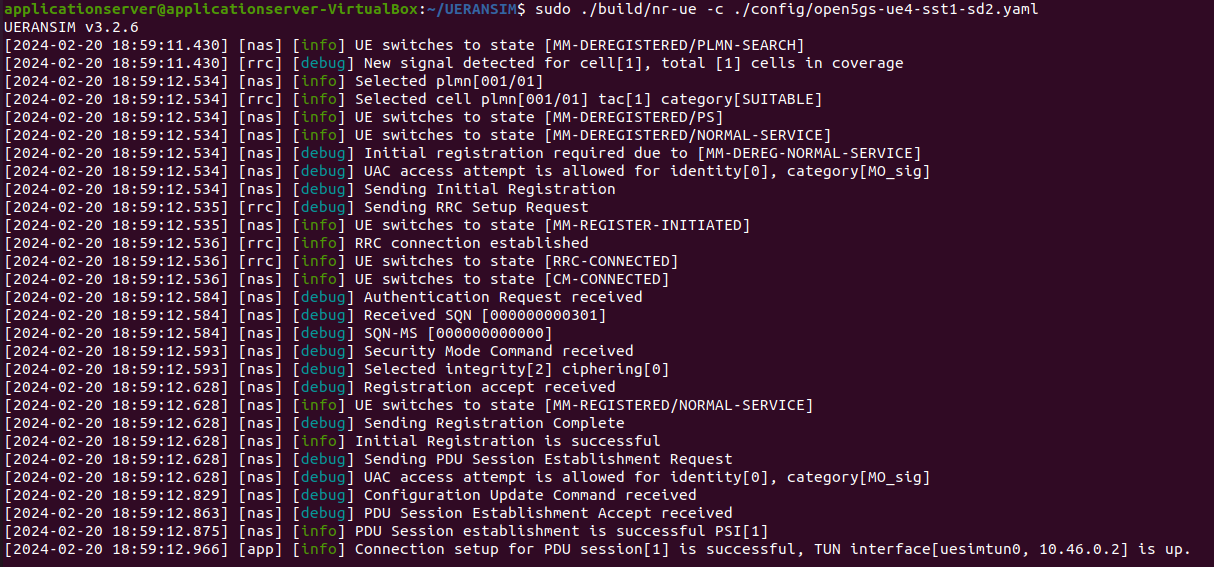 applicationserver@applicationserver-VirtualBox:~/UERANSIM$ sudo ./build/nr-ue -c ./config/open5gs-ue4-sst1-sd2.yaml
UERANSIM v3.2.6
[2024-02-20 18:59:11.430] [nas] [info] UE switches to state [MM-DEREGISTERED/PLMN-SEARCH]
[2024-02-20 18:59:11.430] [rrc] [debug] New signal detected for cell[1], total [1] cells in coverage
[2024-02-20 18:59:12.534] [nas] [info] Selected plmn[001/01]
[2024-02-20 18:59:12.534] [rrc] [info] Selected cell plmn[001/01] tac[1] category[SUITABLE]
[2024-02-20 18:59:12.534] [nas] [info] UE switches to state [MM-DEREGISTERED/PS]
[2024-02-20 18:59:12.534] [nas] [info] UE switches to state [MM-DEREGISTERED/NORMAL-SERVICE]
[2024-02-20 18:59:12.534] [nas] [debug] Initial registration required due to [MM-DEREG-NORMAL-SERVICE]
[2024-02-20 18:59:12.534] [nas] [debug] UAC access attempt is allowed for identity[0], category[MO_sig]
[2024-02-20 18:59:12.534] [nas] [debug] Sending Initial Registration
[2024-02-20 18:59:12.535] [rrc] [debug] Sending RRC Setup Request
[2024-02-20 18:59:12.535] [nas] [info] UE switches to state [MM-REGISTER-INITIATED]
[2024-02-20 18:59:12.536] [rrc] [info] RRC connection established
[2024-02-20 18:59:12.536] [rrc] [info] UE switches to state [RRC-CONNECTED]
[2024-02-20 18:59:12.536] [nas] [info] UE switches to state [CM-CONNECTED]
[2024-02-20 18:59:12.584] [nas] [debug] Authentication Request received
[2024-02-20 18:59:12.584] [nas] [debug] Received SQN [000000000301]
[2024-02-20 18:59:12.584] [nas] [debug] SQN-MS [000000000000]
[2024-02-20 18:59:12.593] [nas] [debug] Security Mode Command received
[2024-02-20 18:59:12.593] [nas] [debug] Selected integrity[2] ciphering[0]
[2024-02-20 18:59:12.628] [nas] [debug] Registration accept received
[2024-02-20 18:59:12.628] [nas] [info] UE switches to state [MM-REGISTERED/NORMAL-SERVICE]
[2024-02-20 18:59:12.628] [nas] [debug] Sending Registration Complete
[2024-02-20 18:59:12.628] [nas] [info] Initial Registration is successful
[2024-02-20 18:59:12.628] [nas] [debug] Sending PDU Session Establishment Request
[2024-02-20 18:59:12.628] [nas] [debug] UAC access attempt is allowed for identity[0], category[MO_sig]
[2024-02-20 18:59:12.829] [nas] [debug] Configuration Update Command received
[2024-02-20 18:59:12.863] [nas] [debug] PDU Session Establishment Accept received
[2024-02-20 18:59:12.875] [nas] [info] PDU Session establishment is successful PSI[1]
[2024-02-20 18:59:12.966] [app] [info] Connection setup for PDU session[1] is successful, TUN interface[uesimtun0, 10.46.0.2] is up.